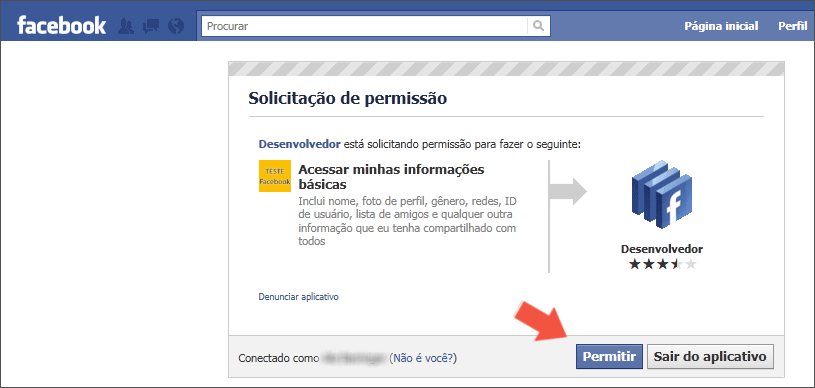 facebook
Procurar
Página inicial
Perfil
Solicitação de permissão
Desenvolvedor está solicitando permissão para fazer o seguinte:
TESTE
Facebook
Acessar minhas informações
básicas
Inclui nome, foto de perfil, gênero, redes, ID
de usuário, lista de amigos e qualquer outra
informação que eu tenha compartilhado com
todos
f
Desenvolvedor
Denunciar aplicativo
Conectado como (Não é você?)
Permitir
Sair do aplicativo